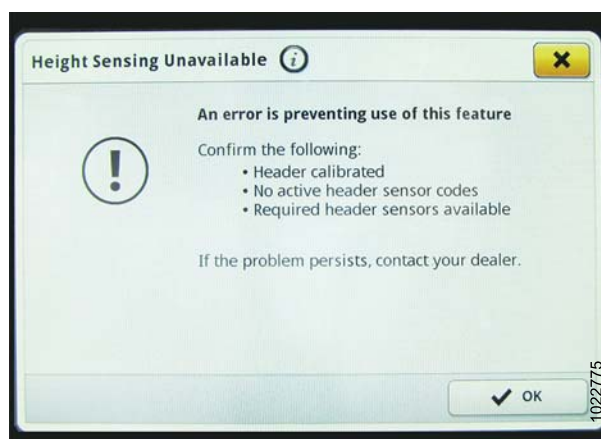 Height Sensing Unavailable i
An error is preventing use of this feature
!
Confirm the following:
• Header calibrated
• No active header sensor codes
• Required header sensors available
If the problem persists, contact your dealer.
OK
1022775